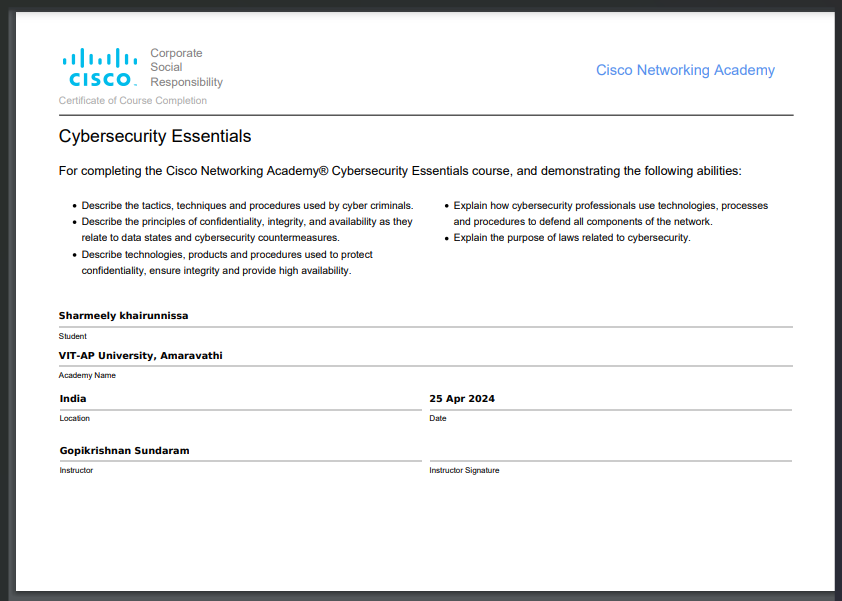 Corporate
Social
Responsibility
CISCO
Cisco Networking Academy
Certificate of Course Completion
Cybersecurity Essentials
For completing the Cisco Networking Academy® Cybersecurity Essentials course, and demonstrating the following abilities:
• Describe the tactics, techniques and procedures used by cyber criminals.
• Describe the principles of confidentiality, integrity, and availability as they
relate to data states and cybersecurity countermeasures.
• Describe technologies, products and procedures used to protect
confidentiality, ensure integrity and provide high availability.
• Explain how cybersecurity professionals use technologies, processes
and procedures to defend all components of the network.
• Explain the purpose of laws related to cybersecurity.
Sharmeely khairunnissa
Student
VIT-AP University, Amaravathi
Academy Name
India
Location
25 Apr 2024
Date
Gopikrishnan Sundaram
Instructor
Instructor Signature